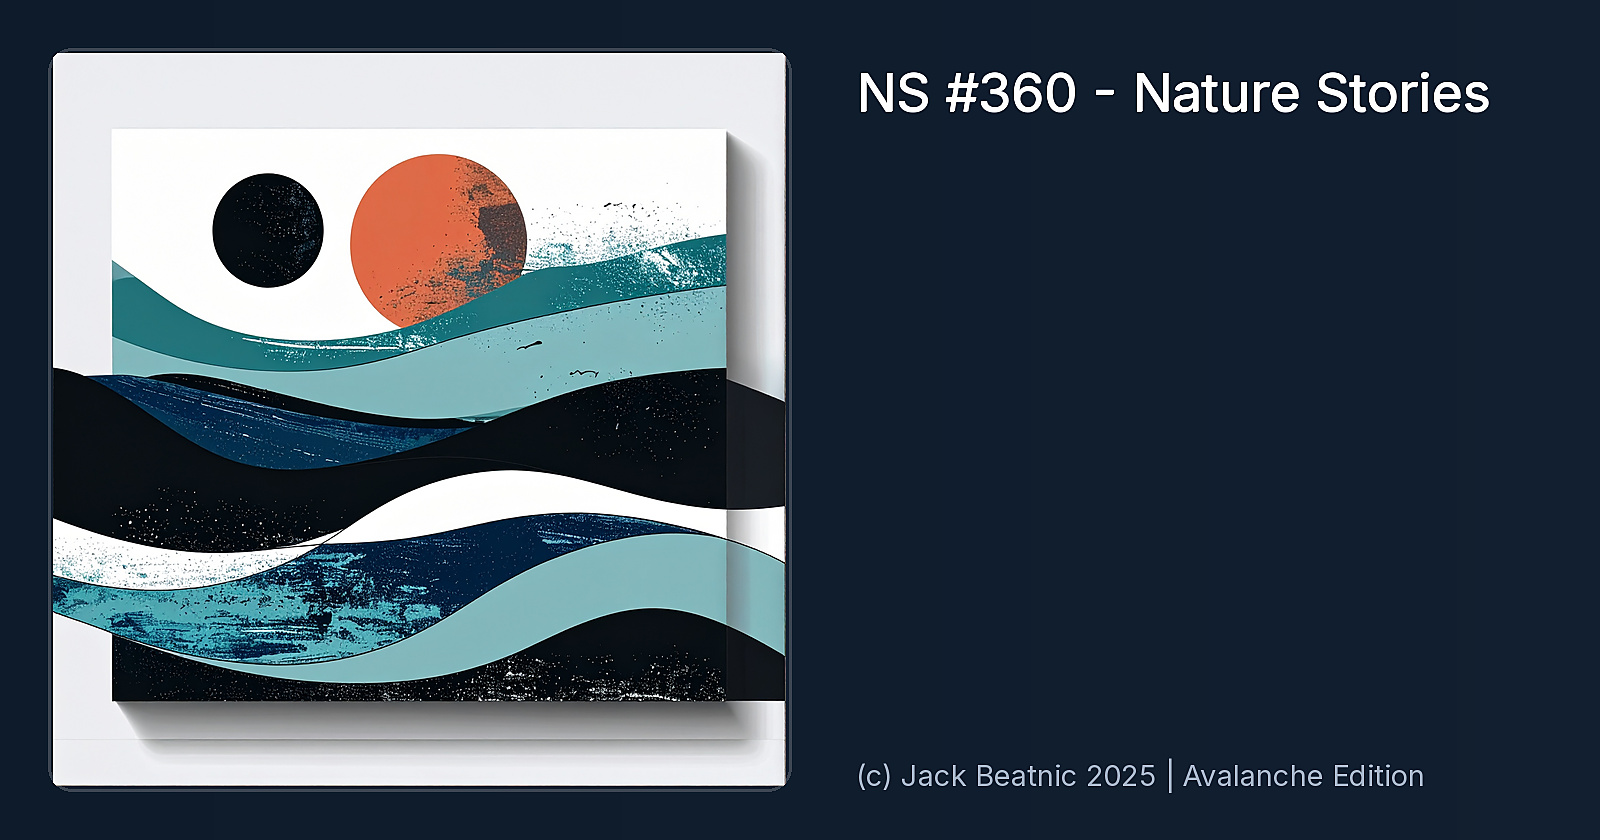 NS #360 - Nature Stories
(c) Jack Beatnic 2025 | Avalanche Edition